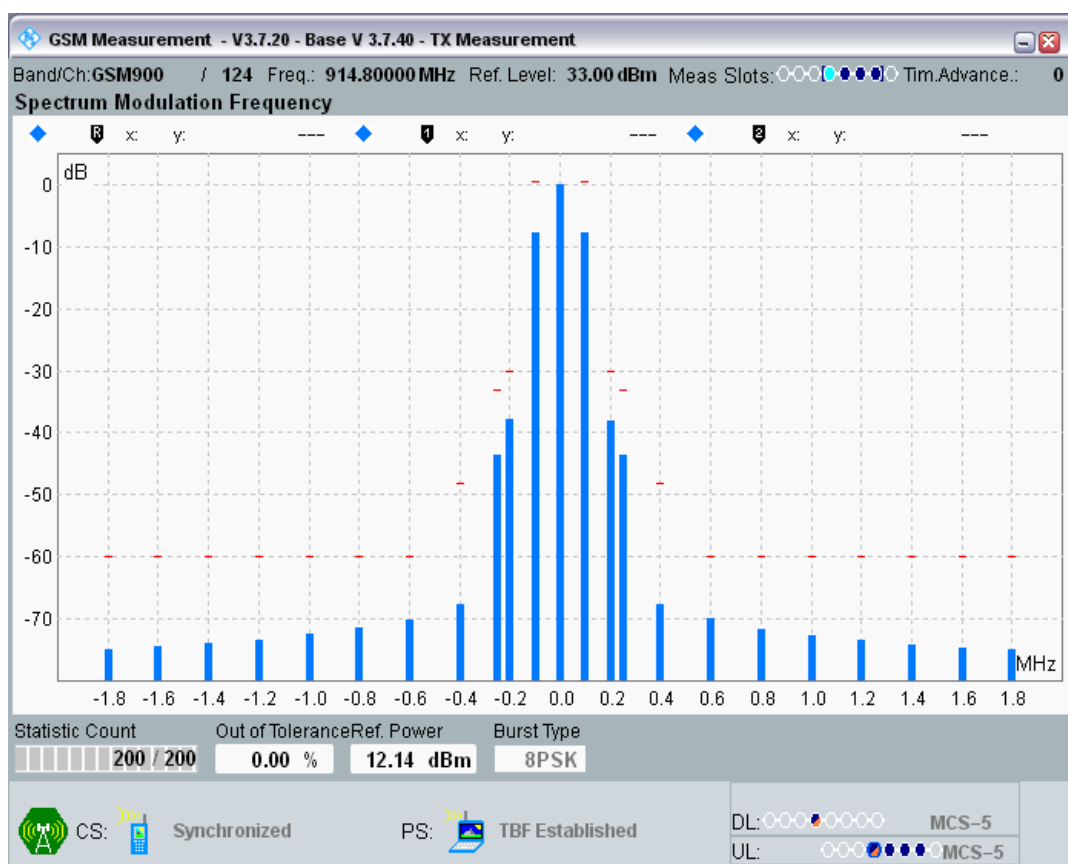 GSM Measurement - V3.7.20 - Base V 3.7.40 - TX Measurement
Band/Ch:GSM900 / 124 Freq.: 914.80000 MHz Ref. Level: 33.00 dBm Meas Slots: Tim.Advance.: 0
Spectrum Modulation Frequency
R x: y: --- 1 x: y: --- 2 x: y: ---
dB
0
-10
-20
-30
-40
-50
-60
-70
MHz
-1.8 -1.6 -1.4 -1.2 -1.0 -0.8 -0.6 -0.4 -0.2 0.0 0.2 0.4 0.6 0.8 1.0 1.2 1.4 1.6 1.8
Statistic Count Out of Tolerance Ref. Power Burst Type
200 / 200 0.00 % 12.14 dBm 8PSK
CS: Synchronized PS: TBF Established
DL: MCS-5
UL: MCS-5